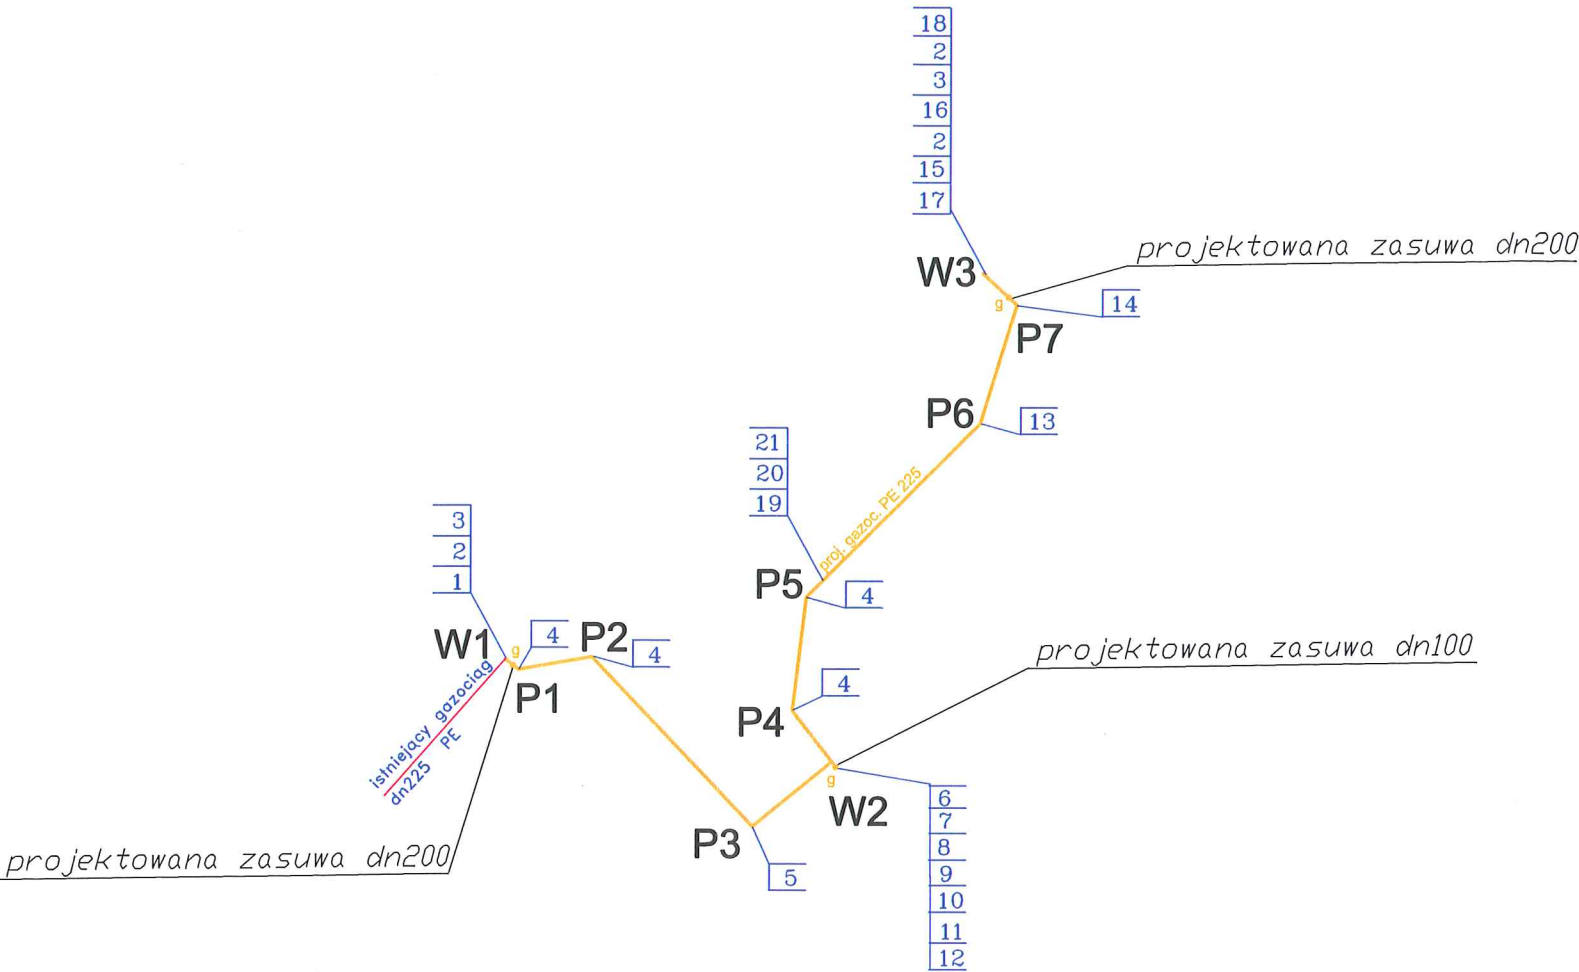 18
2
3
16
2
15
17
projektowana zasuwa dn200
W3
g
14
P7
P6
13
21
20
19
proj. gazoc. PE 225
3
2
1
P5
4
W1
g
4
P2
4
projektowana zasuwa dn100
4
P1
P4
istniejący gazociąg
dn225 PE
g
6
7
8
9
10
11
12
W2
P3
5
projektowana zasuwa dn200